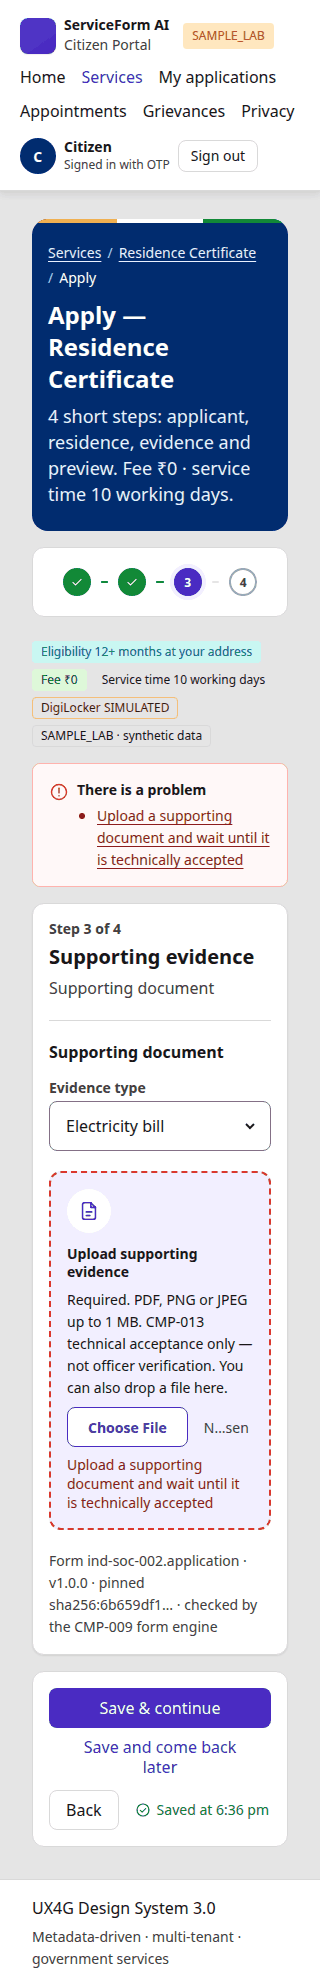 ServiceForm AI
Citizen Portal
SAMPLE_LAB
Home Services My applications
Appointments Grievances Privacy
C
Citizen
Signed in with OTP
Sign out
Services / Residence Certificate
/ Apply
Apply —
Residence
Certificate
4 short steps: applicant,
residence, evidence and
preview. Fee ₹0 · service
time 10 working days.
3 4
Eligibility 12+ months at your address
Fee ₹0 Service time 10 working days
DigiLocker SIMULATED
SAMPLE_LAB · synthetic data
There is a problem
Upload a supporting
document and wait until it
is technically accepted
Step 3 of 4
Supporting evidence
Supporting document
Supporting document
Evidence type
Electricity bill
Upload supporting
evidence
Required. PDF, PNG or JPEG
up to 1 MB. CMP-013
technical acceptance only —
not officer verification. You
can also drop a file here.
Choose File N...sen
Upload a supporting
document and wait until it
is technically accepted
Form ind-soc-002.application ·
v1.0.0 · pinned
sha256:6b659df1… · checked by
the CMP-009 form engine
Save & continue
Save and come back
later
Back Saved at 6:36 pm
UX4G Design System 3.0
Metadata-driven · multi-tenant ·
government services